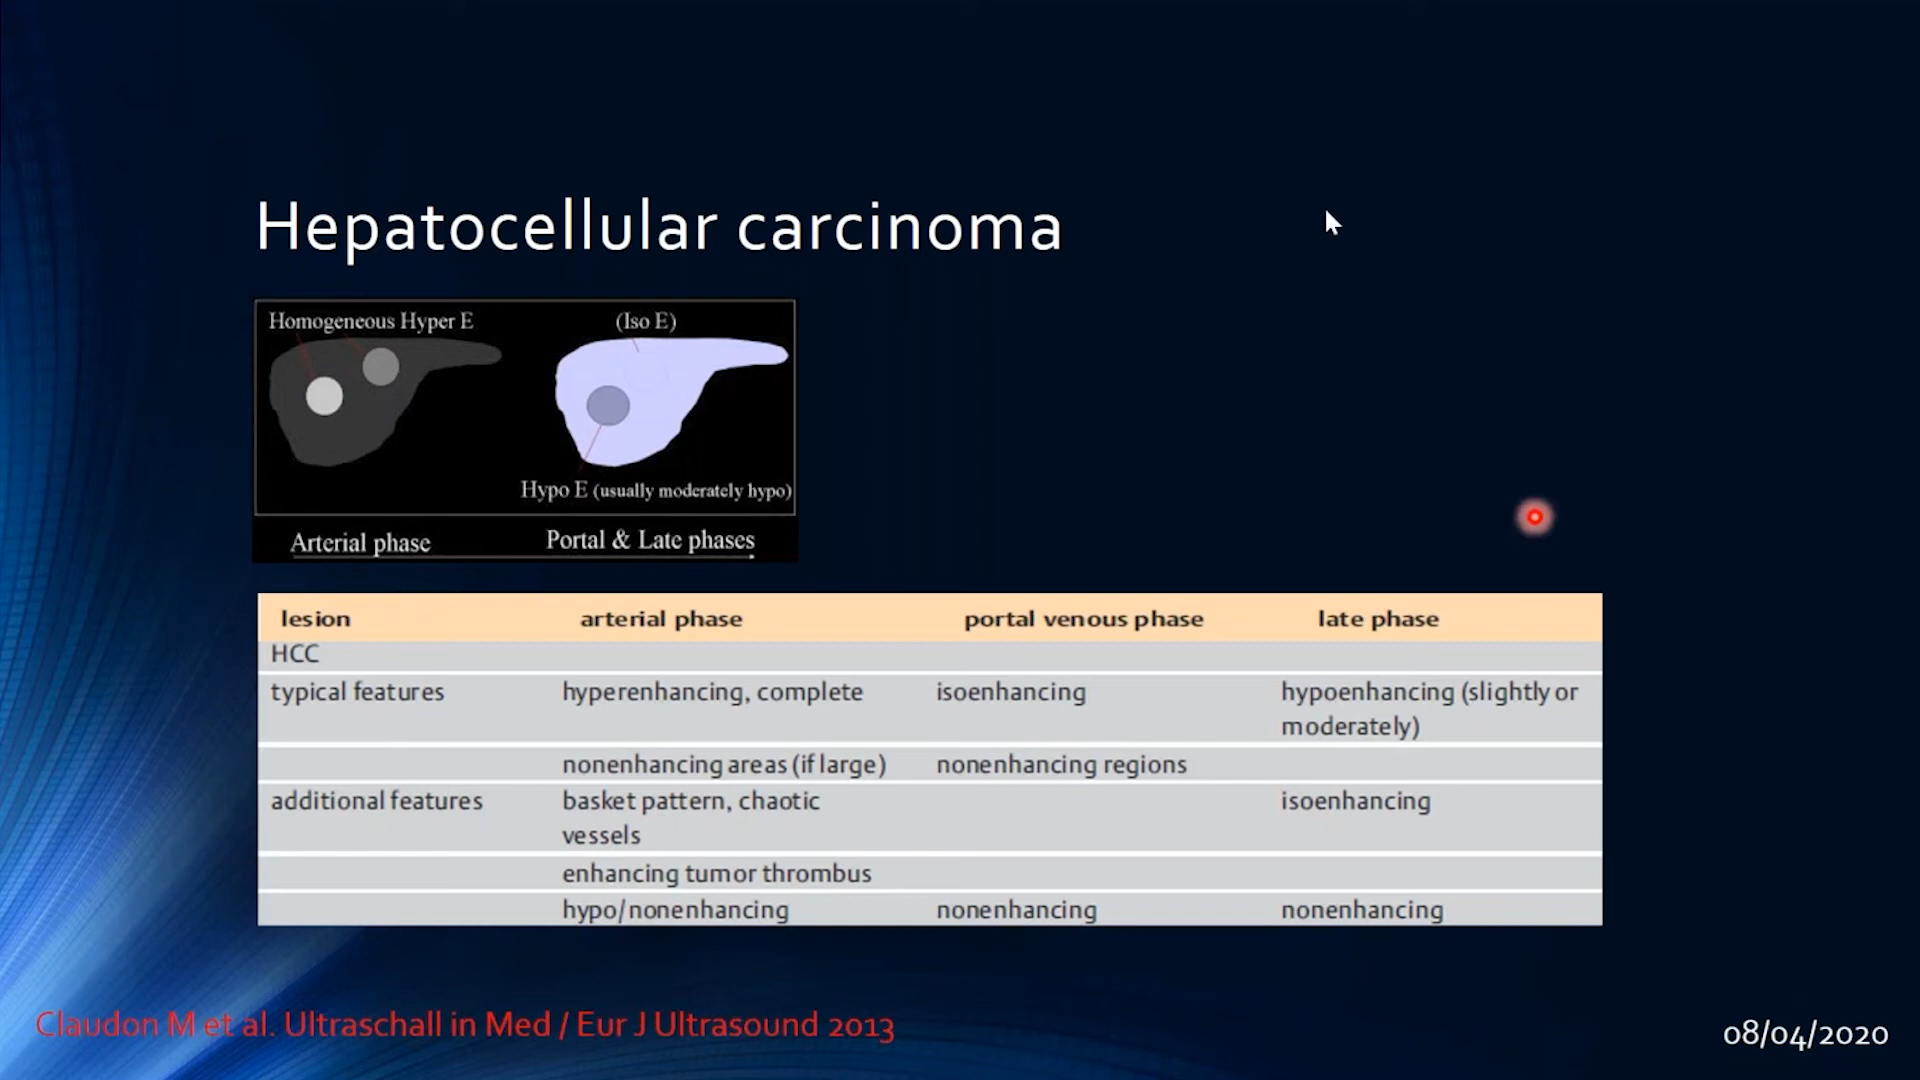 Hepatocellular carcinoma
Homogeneous Hyper E
(Iso E)
Hypo E (usually moderately hypo)
Arterial phase
Portal & Late phases
lesion arterial phase portal venous phase late phase
HCC
typical features hyperenhancing, complete isoenhancing hypoenhancing (slightly or
moderately)
nonenhancing areas (if large) nonenhancing regions
additional features basket pattern, chaotic isoenhancing
vessels
enhancing tumor thrombus
hypo/nonenhancing nonenhancing nonenhancing
Claudon M et al. Ultraschall in Med / Eur J Ultrasound 2013
08/04/2020